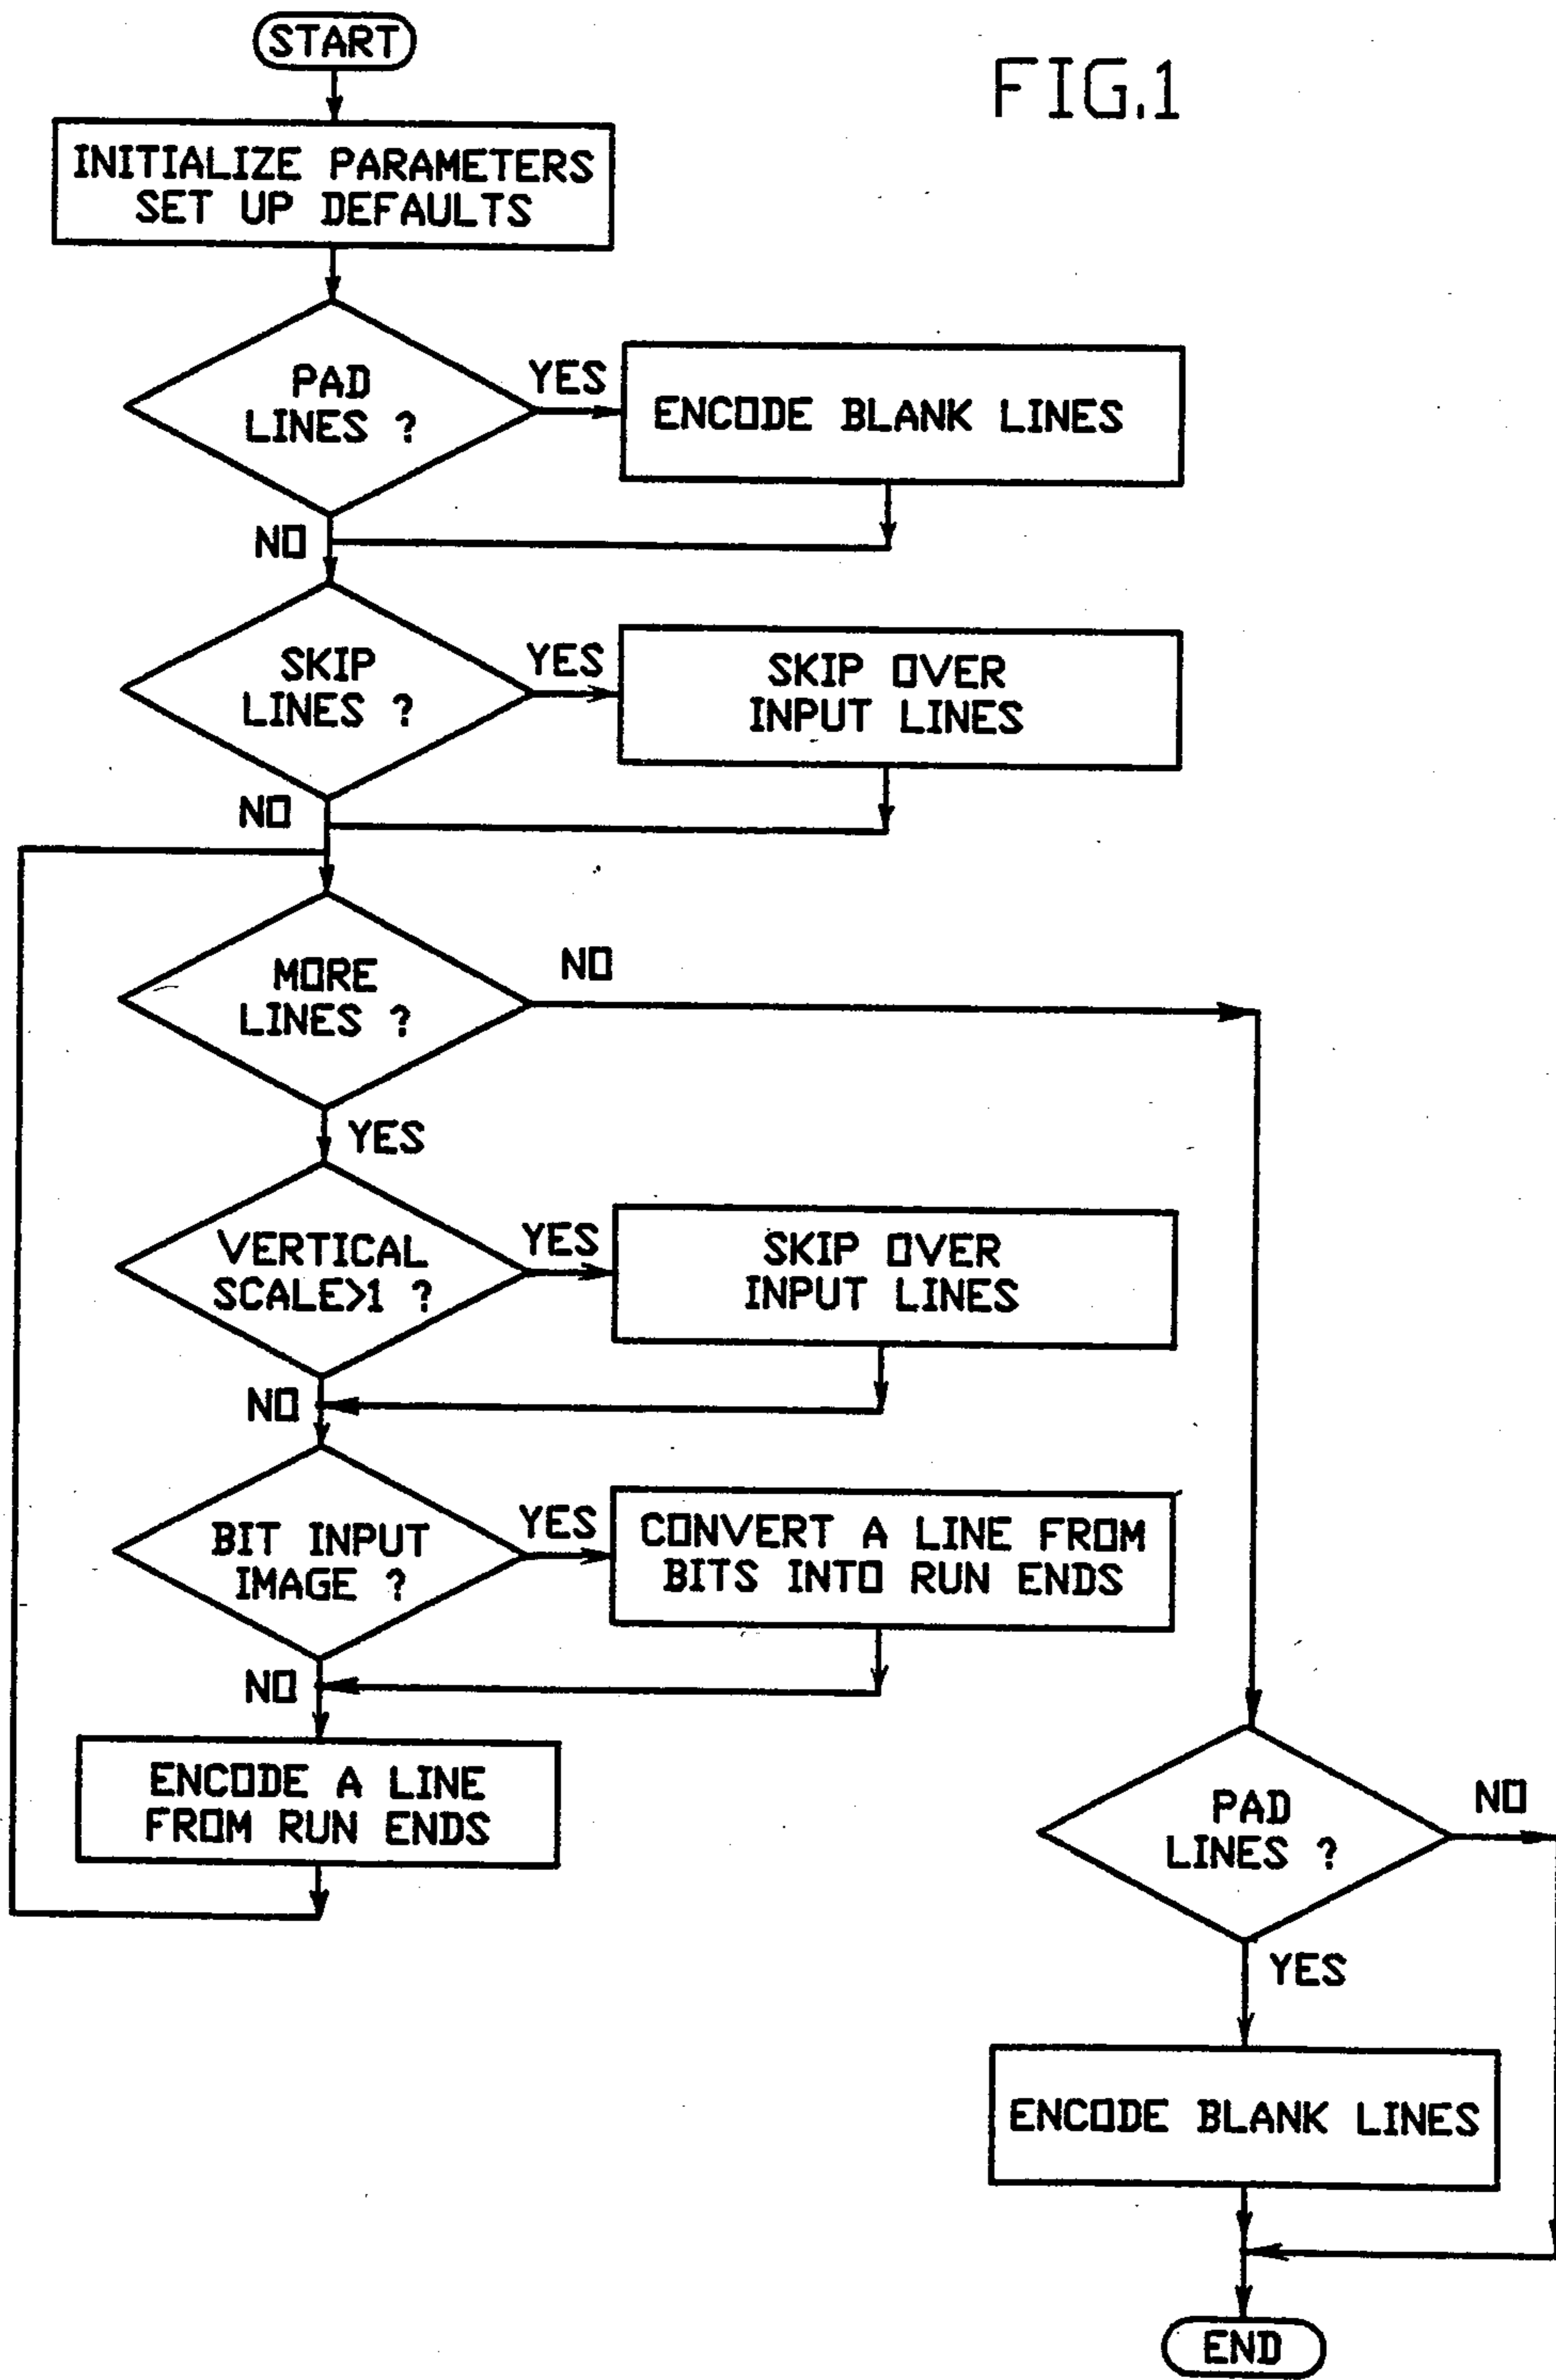 START
FIG.1
INITIALIZE PARAMETERS
SET UP DEFAULTS
PAD
LINES ?
YES
ENCODE BLANK LINES
NO
SKIP
LINES ?
YES
SKIP OVER
INPUT LINES
NO
MORE
LINES ?
NO
YES
VERTICAL
SCALE>1 ?
YES
SKIP OVER
INPUT LINES
NO
BIT INPUT
IMAGE ?
YES
CONVERT A LINE FROM
BITS INTO RUN ENDS
NO
ENCODE A LINE
FROM RUN ENDS
PAD
LINES ?
NO
YES
ENCODE BLANK LINES
END